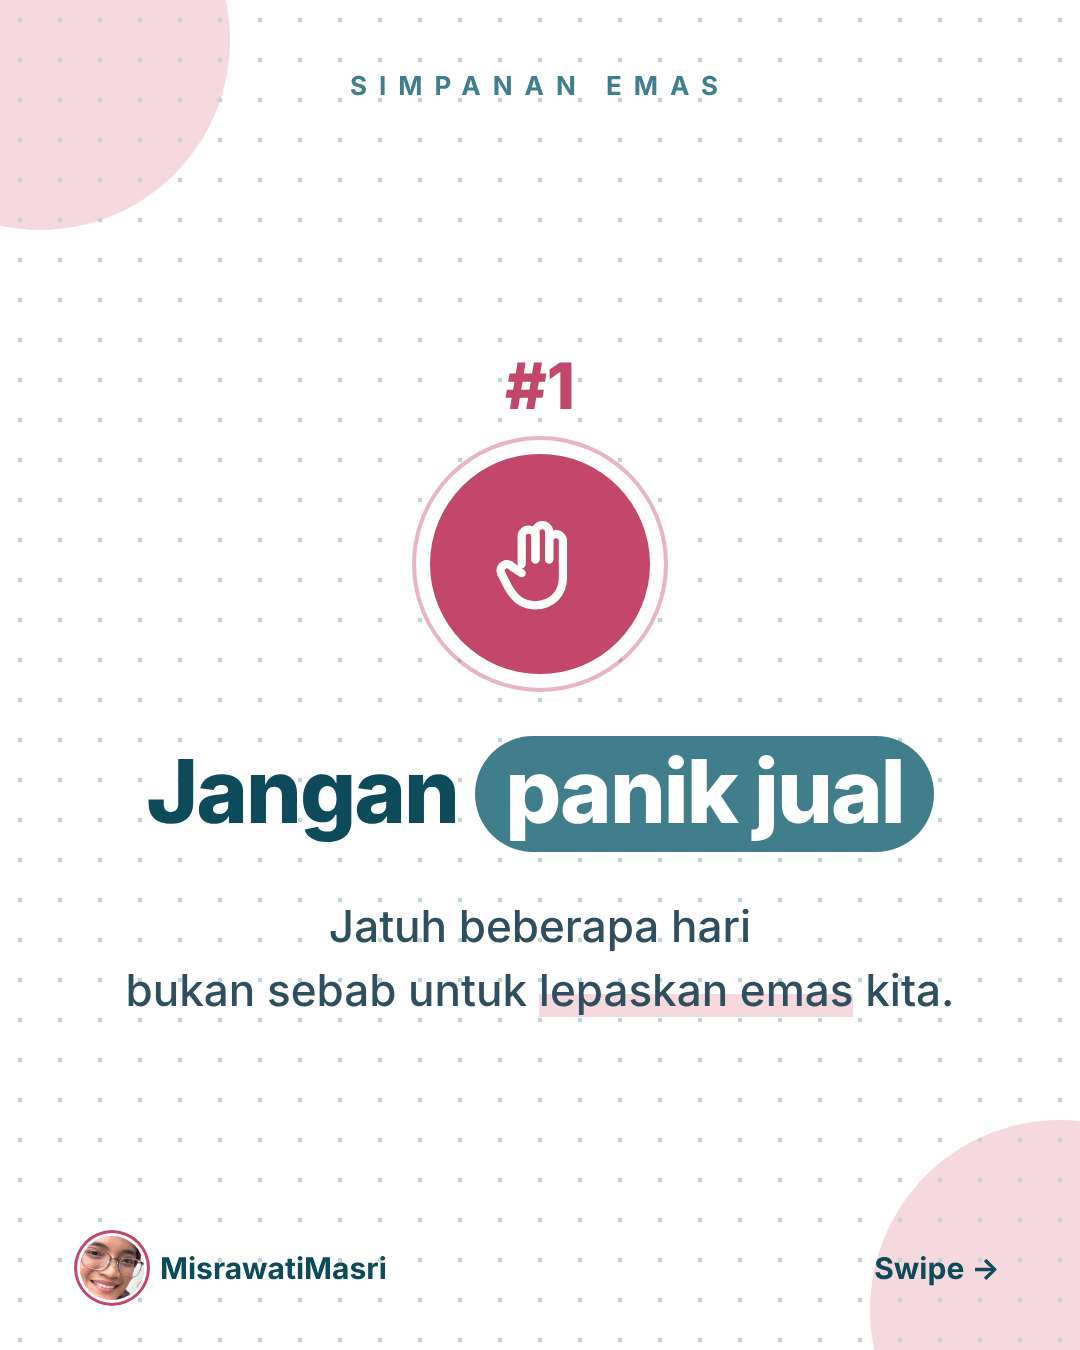 SIMPANAN EMAS
#1
Jangan panik jual
Jatuh beberapa hari
bukan sebab untuk lepaskan emas kita.
MisrawatiMasri
Swipe →